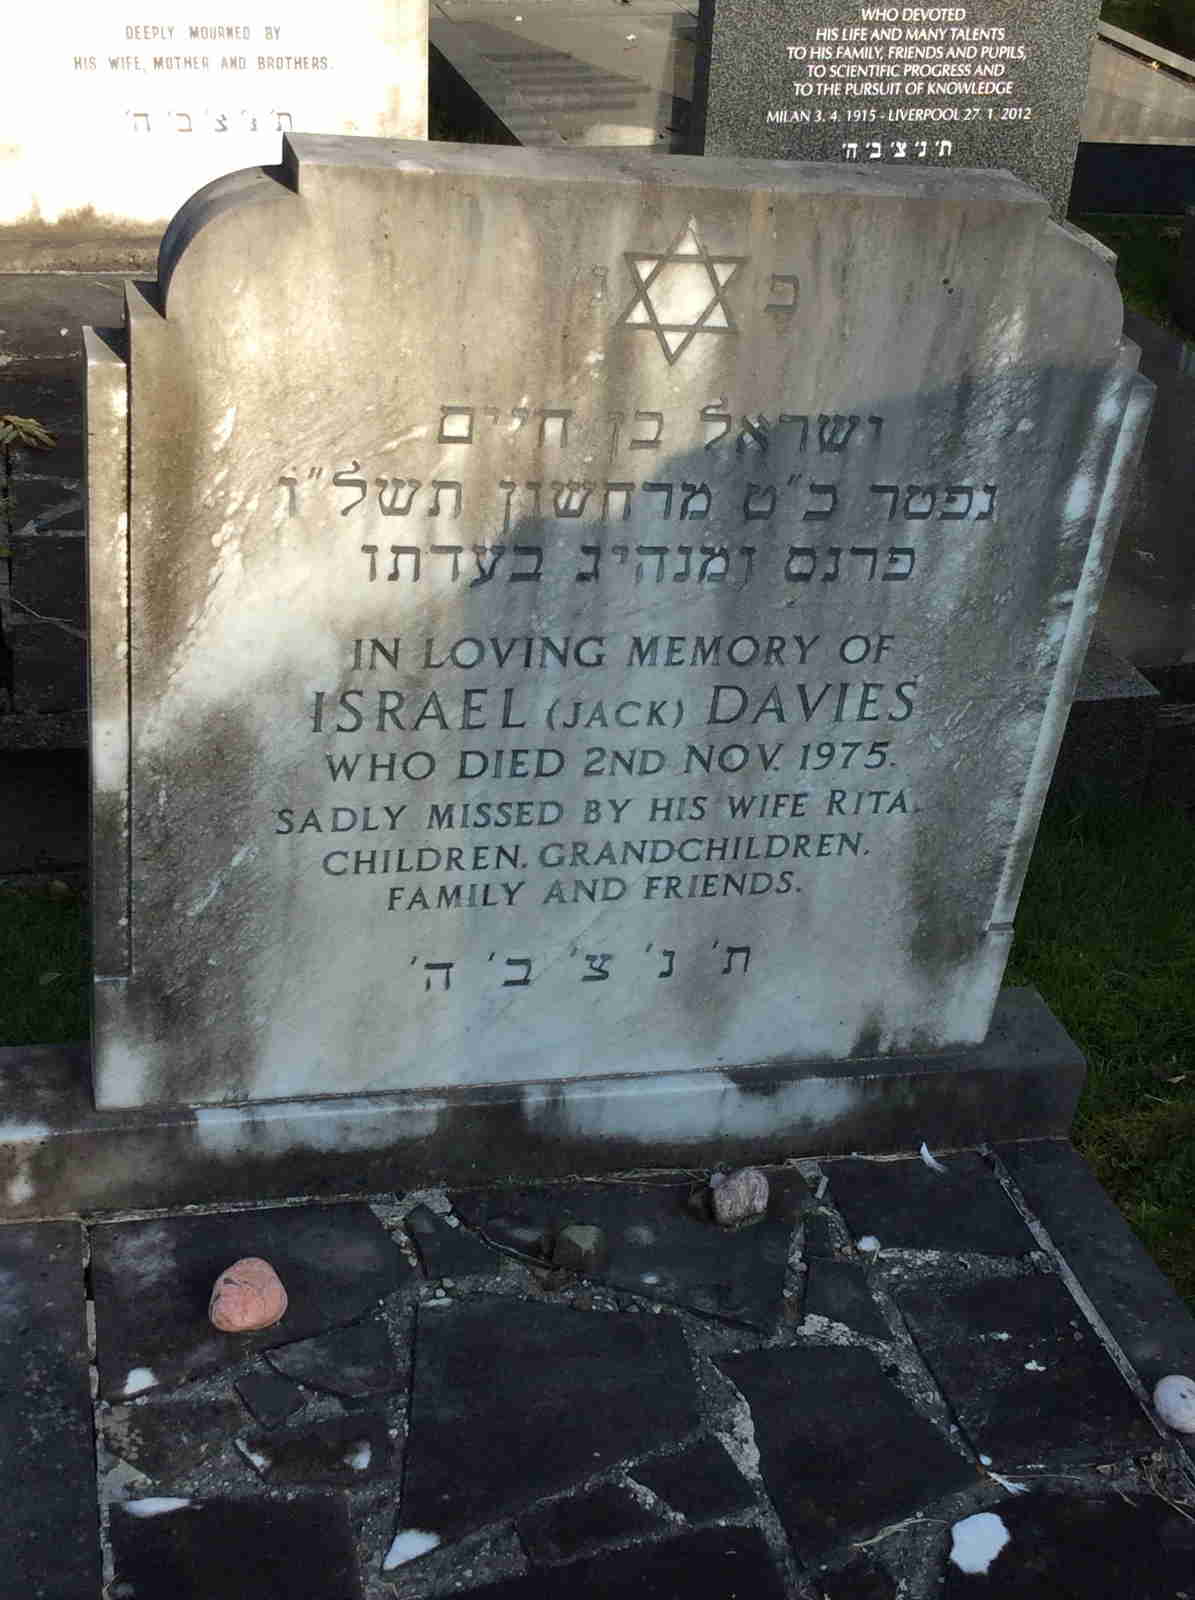 DEEPLY MOURNED BY
HIS WIFE, MOTHER AND BROTHERS.
ת' נ' צ' ב' ה'
WHO DEVOTED
HIS LIFE AND MANY TALENTS
TO HIS FAMILY, FRIENDS AND PUPILS,
TO SCIENTIFIC PROGRESS AND
TO THE PURSUIT OF KNOWLEDGE
MILAN 3. 4. 1915 - LIVERPOOL 27. 1. 2012
ת' נ' צ' ב' ה'
פ נ
ישראל בן חיים
נפטר כ"ט מרחשון תשל"ו
פרנס ומנהיג בעדתו
IN LOVING MEMORY OF
ISRAEL (JACK) DAVIES
WHO DIED 2ND NOV. 1975.
SADLY MISSED BY HIS WIFE RITA.
CHILDREN. GRANDCHILDREN.
FAMILY AND FRIENDS.
ת' נ' צ' ב' ה'